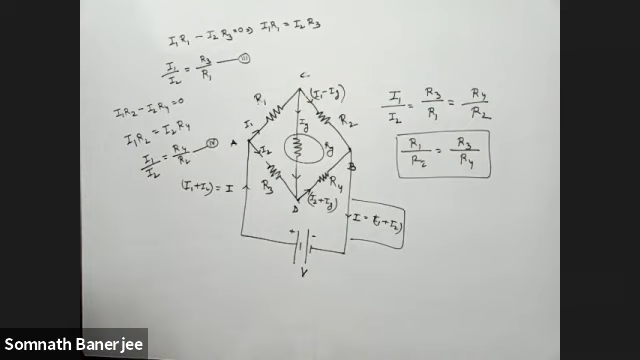 I₁R₁ - I₂R₃ = 0 ⇒ I₁R₁ = I₂R₃
I₁/I₂ = R₃/R₁ — (III)
I₁R₂ - I₂R₄ = 0
I₁R₂ = I₂R₄
I₁/I₂ = R₄/R₂ — (IV)
(I₁+I₂) = I
C
R₁
(I₁-Ig)
I₁
Ig
R₂
A
I₂
Rg
B
R₃
R₄
D
(I₂+Ig)
I = (I₁+I₂)
+ -
V
I₁/I₂ = R₃/R₁ = R₄/R₂
R₁/R₂ = R₃/R₄
Somnath Banerjee